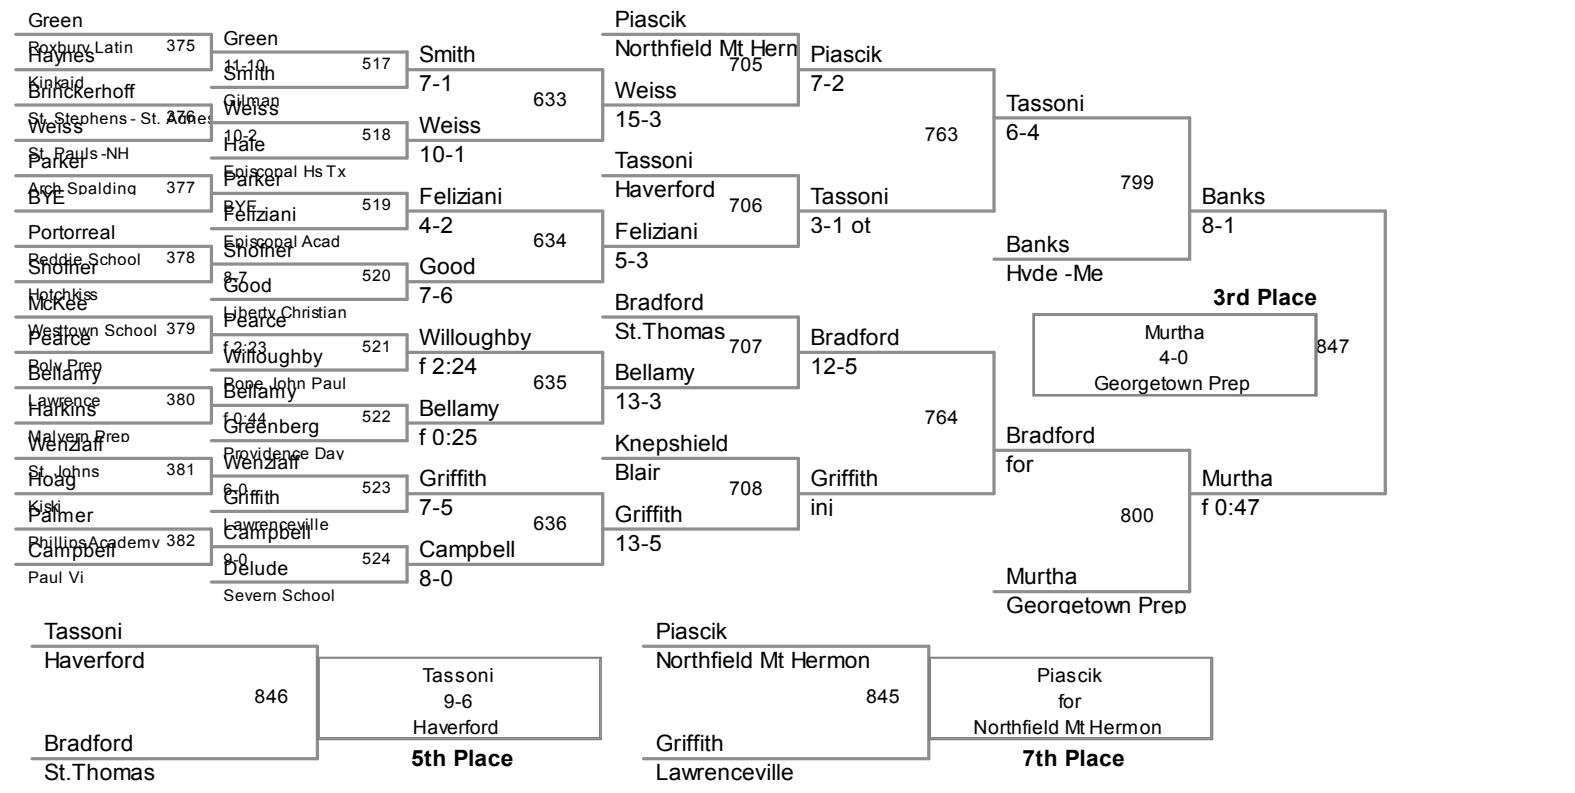 Green
Roxbury Latin
375
Haynes
Kinkaid
Brinckerhoff
St. Stephens - St. Agnes
376
Weiss
St. Pauls -NH
Parker
Arch Spalding
377
BYE
Portorreal
Peddie School
378
Shofner
Hotchkiss
McKee
Westtown School
379
Pearce
Poly Prep
Bellamy
Lawrence
380
Harkins
Malvern Prep
Wenzlaff
St. Johns
381
Hoag
Kiski
Palmer
Phillips Academy
382
Campbell
Paul Vi
Green
11-10
517
Smith
Gilman
Weiss
10-2
518
Hale
Episcopal Hs Tx
Parker
BYE
519
Feliziani
Episcopal Acad
Shofner
8-7
520
Good
Liberty Christian
Pearce
f 2:23
521
Willoughby
Pope John Paul
Bellamy
f 0:44
522
Greenberg
Providence Day
Wenzlaff
6-0
523
Griffith
Lawrenceville
Campbell
9-0
524
Delude
Severn School
Smith
7-1
633
Weiss
10-1
Feliziani
4-2
634
Good
7-6
Willoughby
f 2:24
635
Bellamy
f 0:25
Griffith
7-5
636
Campbell
8-0
Piascik
Northfield Mt Herm
705
Weiss
15-3
Tassoni
Haverford
706
Feliziani
5-3
Bradford
St.Thomas
707
Bellamy
13-3
Knepshield
Blair
708
Griffith
13-5
Piascik
7-2
763
Tassoni
3-1 ot
Bradford
12-5
764
Griffith
inj
Tassoni
6-4
799
Banks
Hyde -Me
Bradford
for
800
Murtha
Georgetown Prep
Banks
8-1
Murtha
f 0:47
3rd Place
Murtha
4-0
Georgetown Prep
847
Tassoni
Haverford
846
Bradford
St.Thomas
Tassoni
9-6
Haverford
5th Place
Piascik
Northfield Mt Hermon
845
Griffith
Lawrenceville
Piascik
for
Northfield Mt Hermon
7th Place